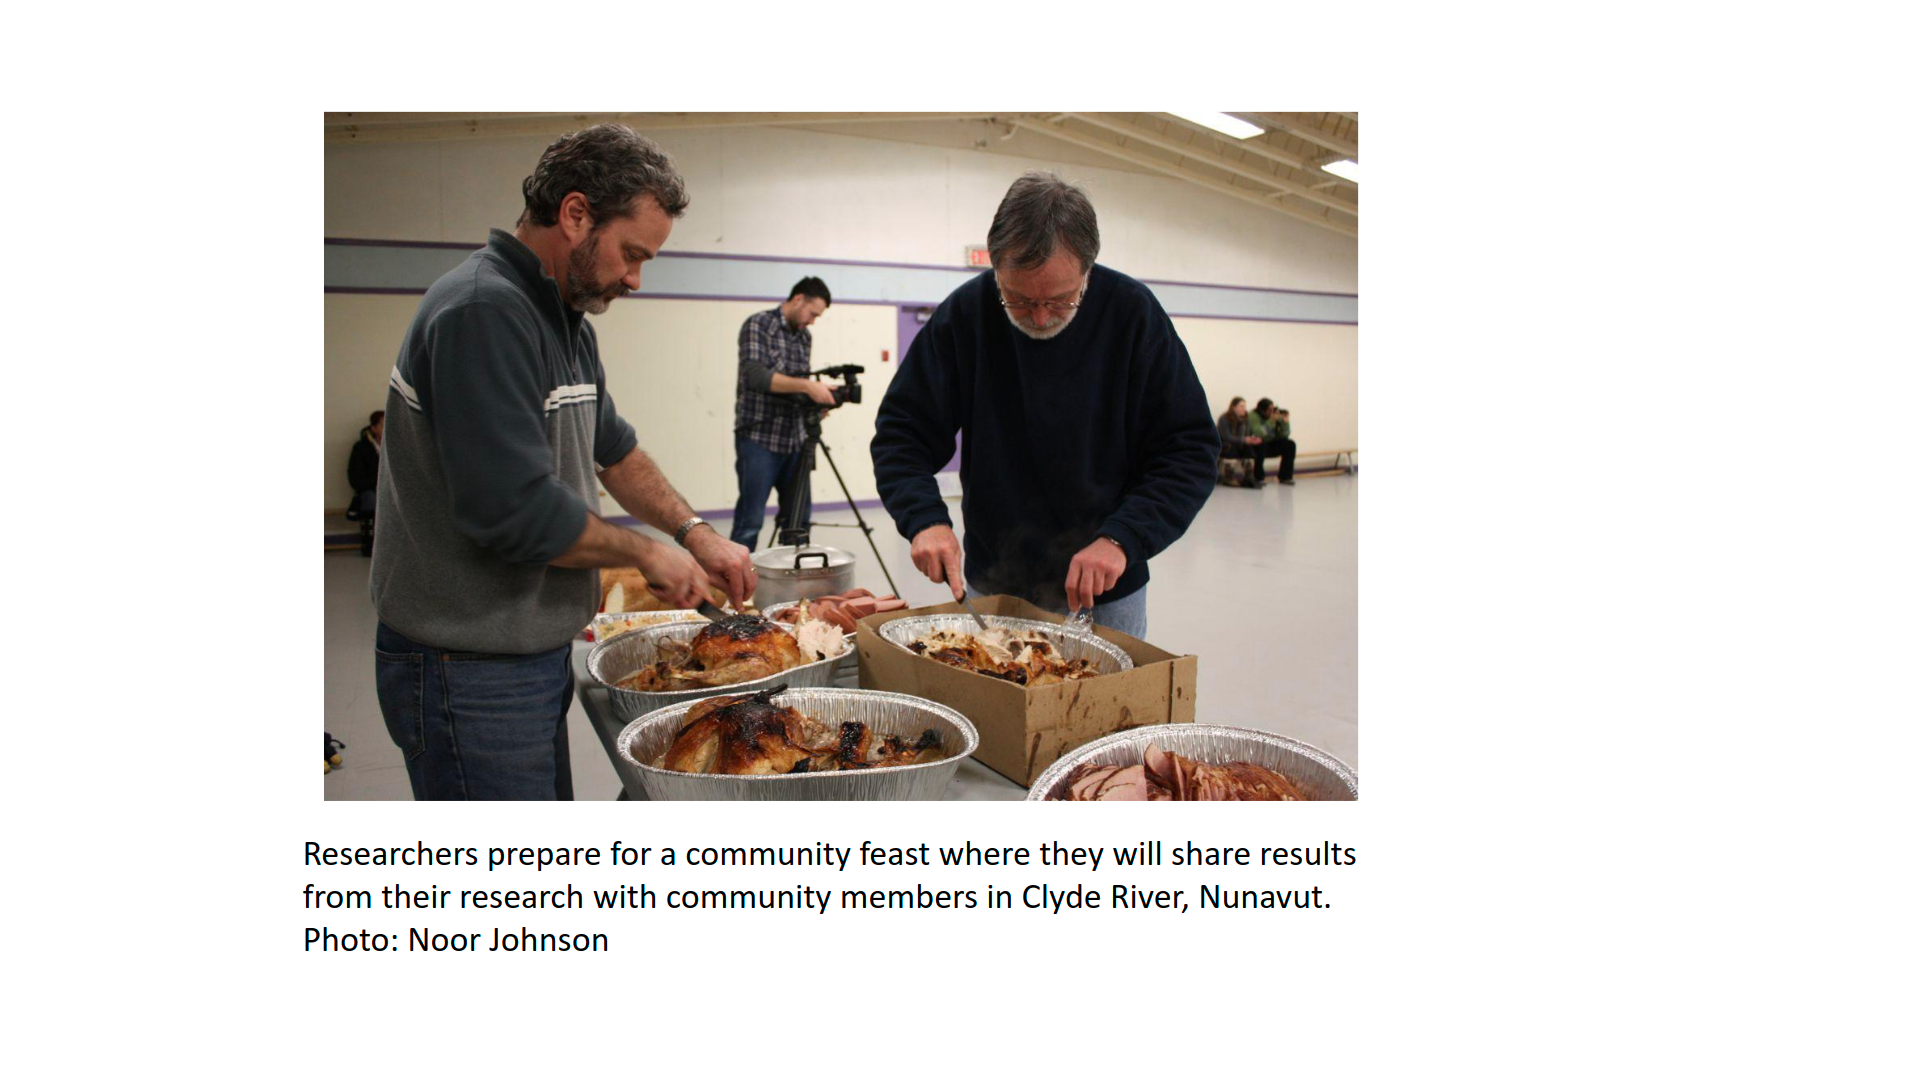 Researchers prepare for a community feast where they will share results
from their research with community members in Clyde River, Nunavut.
Photo: Noor Johnson